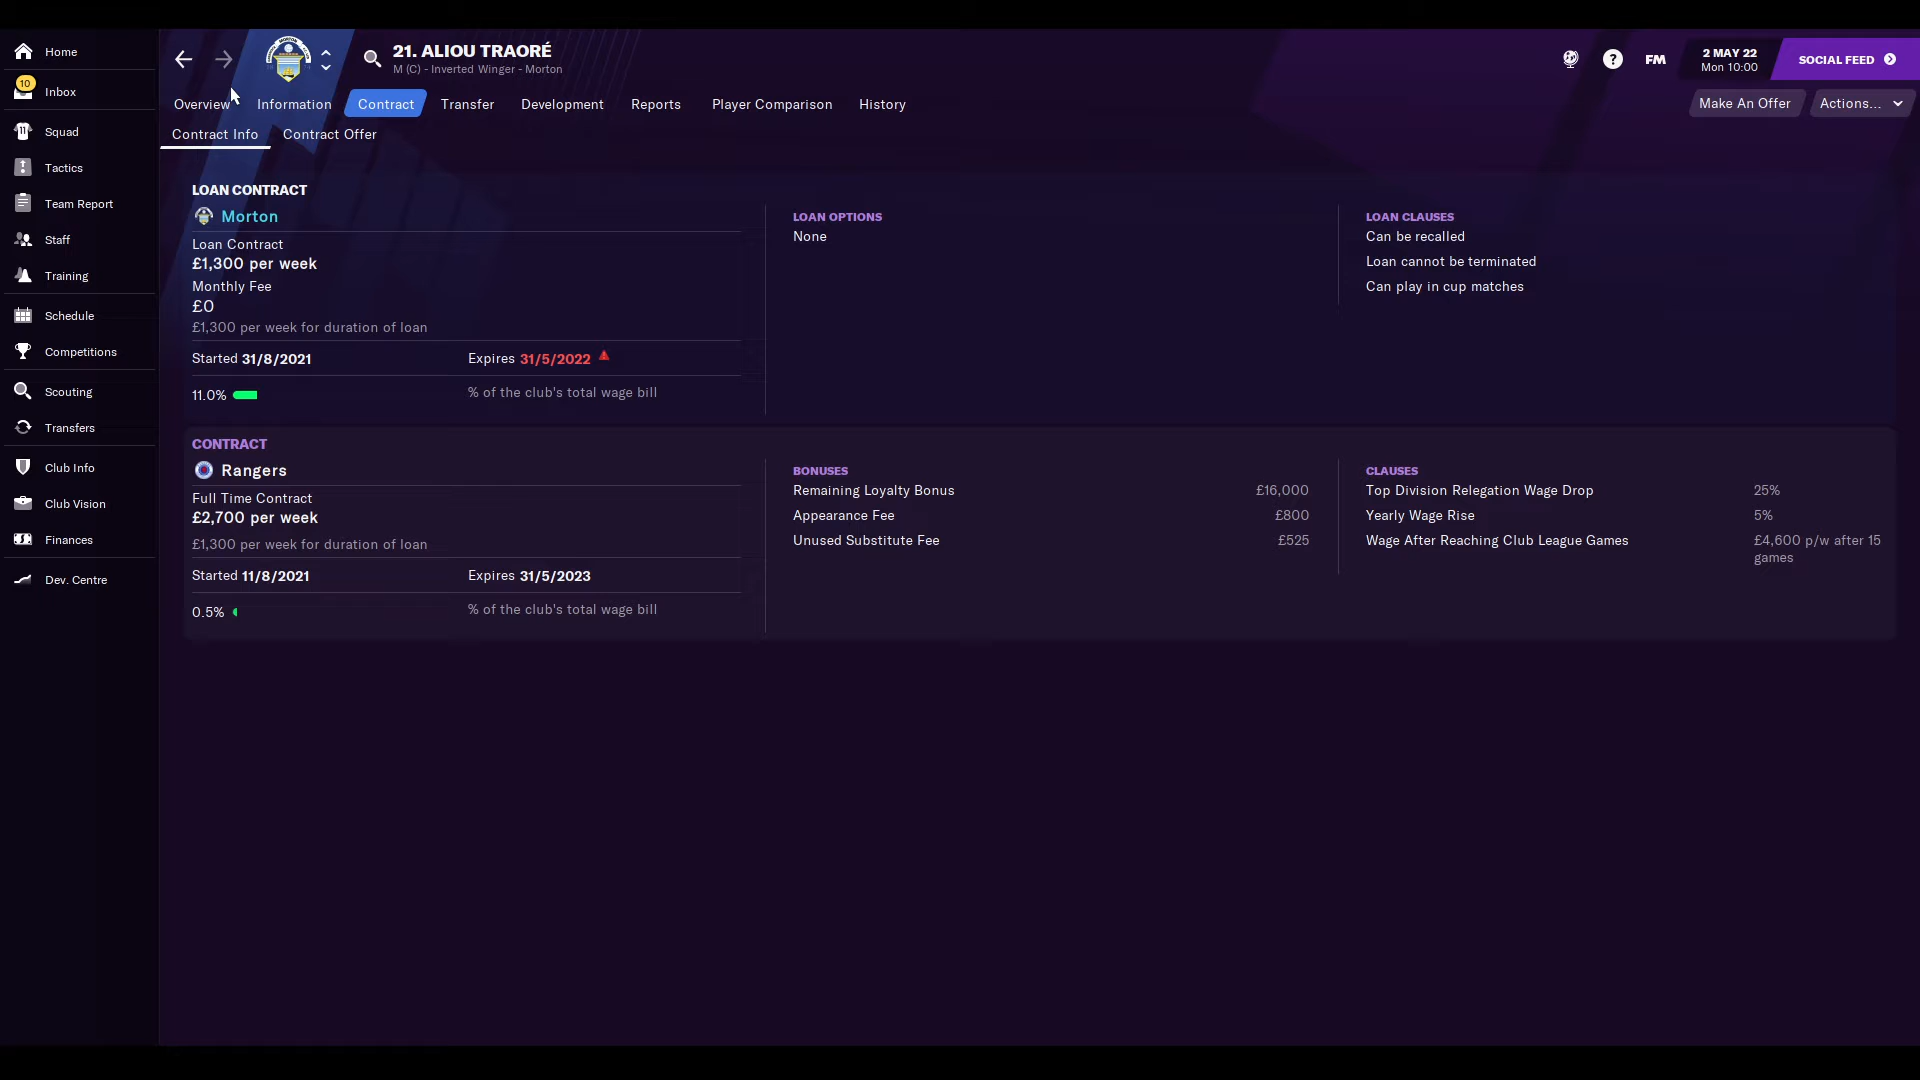 Home
10
Inbox
Squad
Tactics
Team Report
Staff
Training
Schedule
Competitions
Scouting
Transfers
Club Info
Club Vision
Finances
Dev. Centre
21. ALIOU TRAORÉ
M (C) - Inverted Winger - Morton
FM
2 MAY 22
Mon 10:00
SOCIAL FEED
Overview
Information
Contract
Transfer
Development
Reports
Player Comparison
History
Make An Offer
Actions...
Contract Info
Contract Offer
LOAN CONTRACT
Morton
Loan Contract
£1,300 per week
Monthly Fee
£0
£1,300 per week for duration of loan
Started 31/8/2021
Expires 31/5/2022
11.0%
% of the club's total wage bill
LOAN OPTIONS
None
LOAN CLAUSES
Can be recalled
Loan cannot be terminated
Can play in cup matches
CONTRACT
Rangers
Full Time Contract
£2,700 per week
£1,300 per week for duration of loan
Started 11/8/2021
Expires 31/5/2023
0.5%
% of the club's total wage bill
BONUSES
Remaining Loyalty Bonus £16,000
Appearance Fee £800
Unused Substitute Fee £525
CLAUSES
Top Division Relegation Wage Drop 25%
Yearly Wage Rise 5%
Wage After Reaching Club League Games £4,600 p/w after 15
games